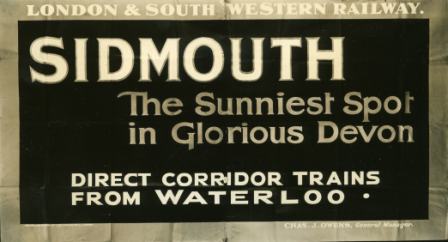 LONDON & SOUTH WESTERN RAILWAY.
SIDMOUTH
The Sunniest Spot
in Glorious Devon
DIRECT CORRIDOR TRAINS
FROM WATERLOO •
CHAS. J. OWENS, General Manager.